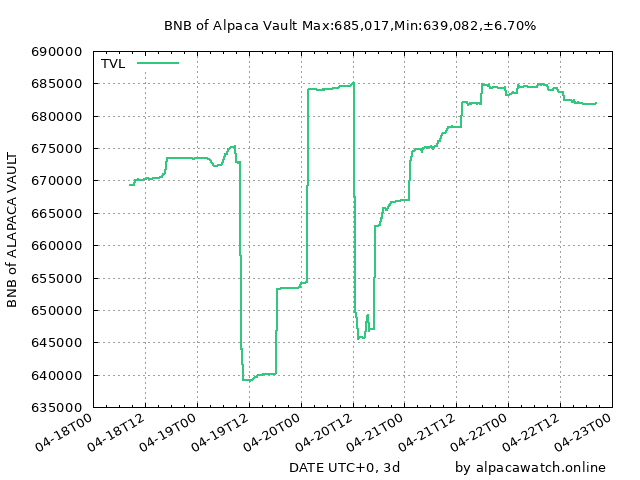 BNB of Alpaca Vault Max:685,017,Min:639,082,±6.70%
TVL
690000
685000
680000
675000
670000
665000
660000
655000
650000
645000
640000
635000
BNB of ALAPACA VAULT
04-18T00
04-18T12
04-19T00
04-19T12
04-20T00
04-20T12
04-21T00
04-21T12
04-22T00
04-22T12
04-23T00
DATE UTC+0, 3d
by alpacawatch.online